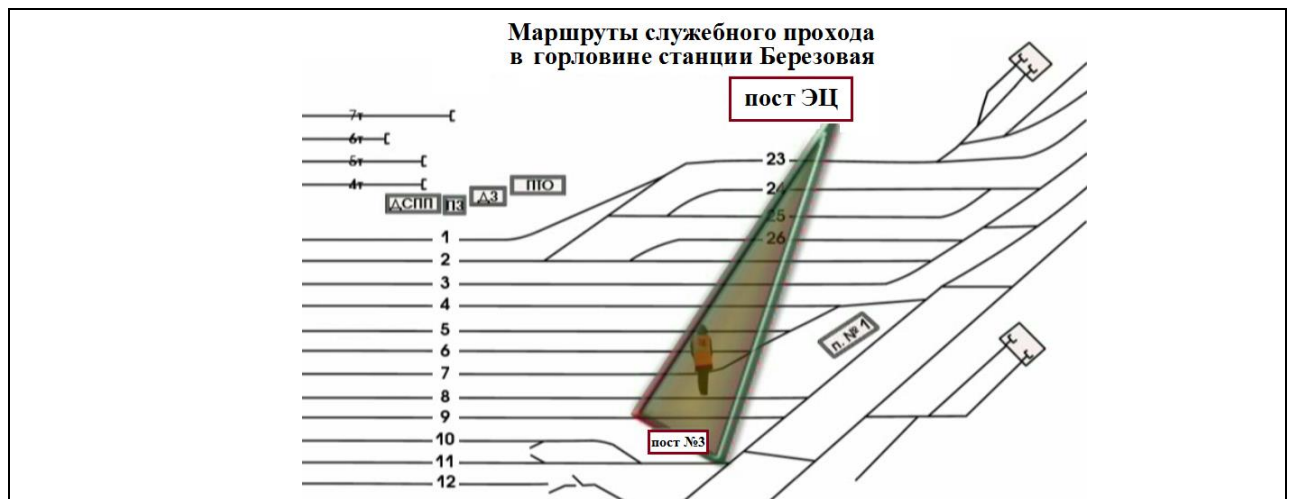 Маршруты служебного прохода
в горловине станции Березовая
пост ЭЦ
7т
6т
5т
4т
ДСПП
ПЗ
ДЗ
ПТО
23
24
25
26
1
2
3
4
5
6
7
8
9
10
11
12
п. № 1
пост №3